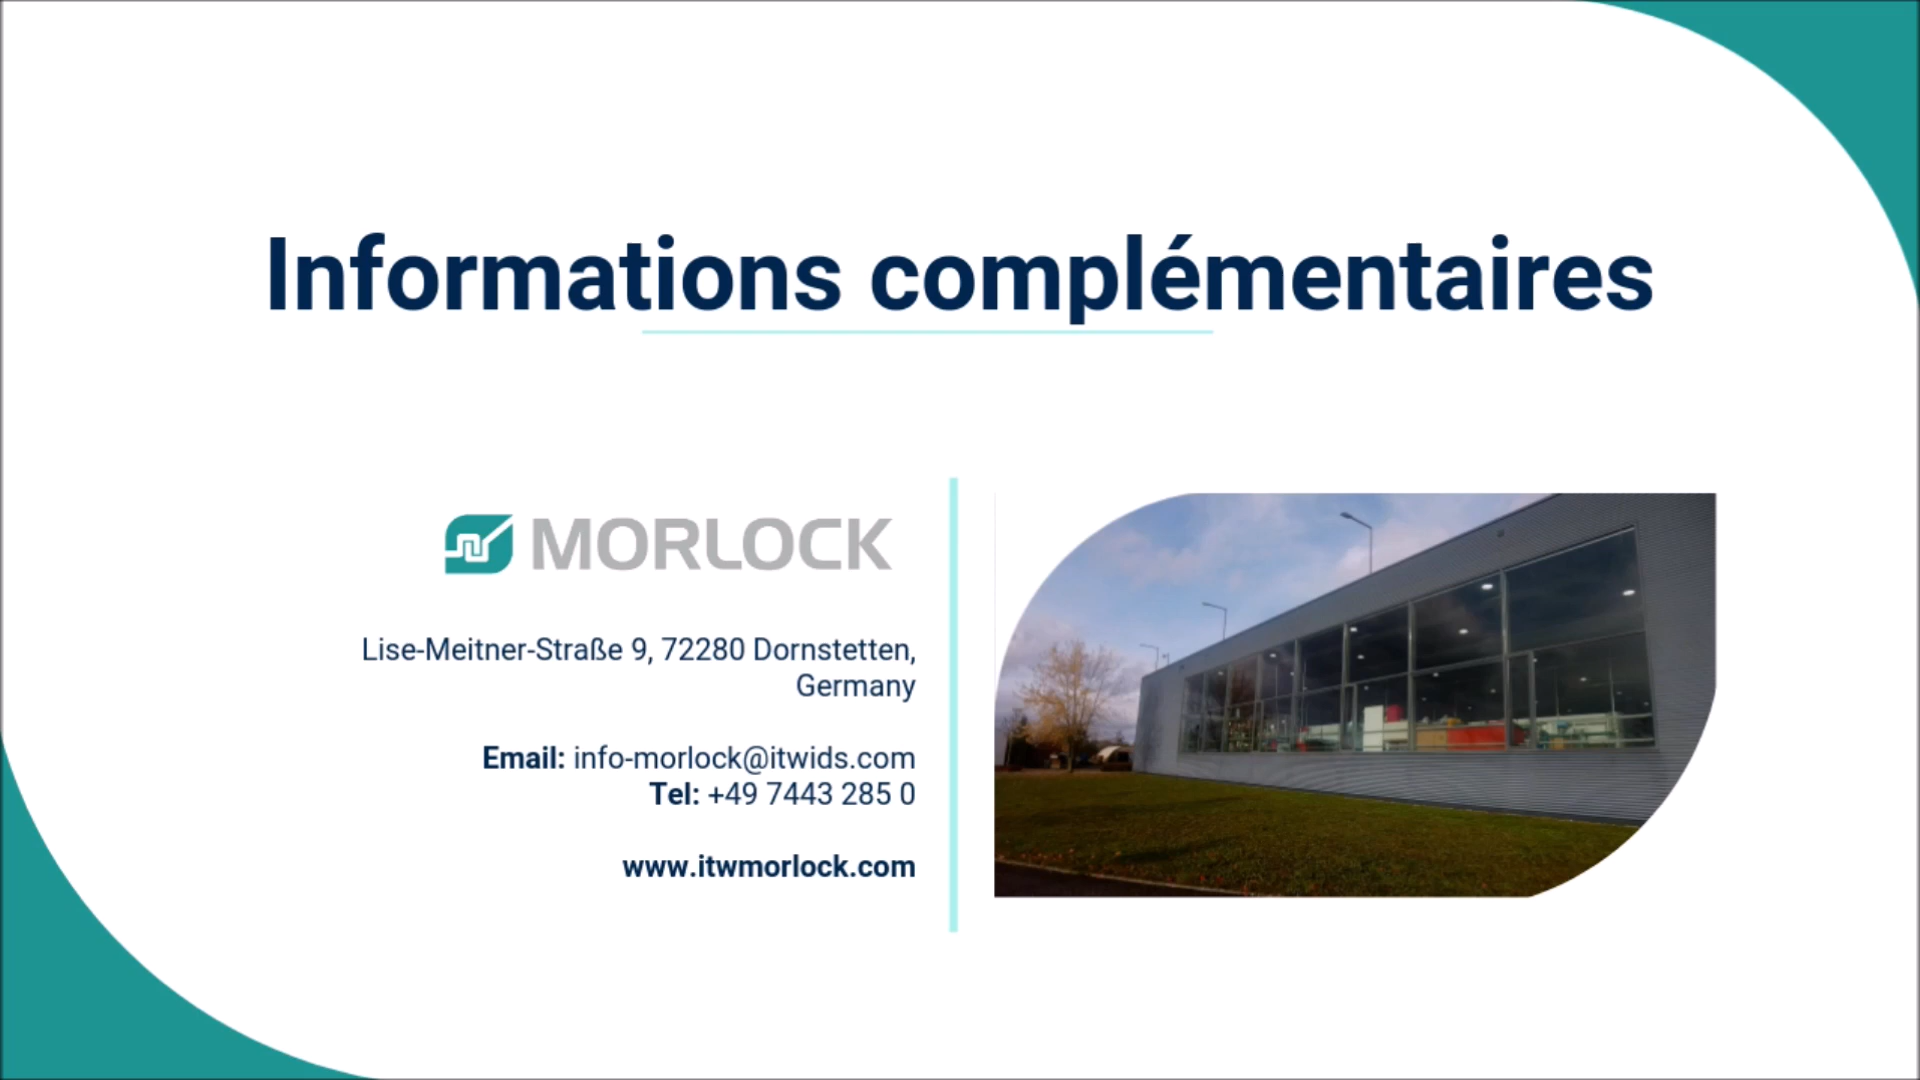 Informations complémentaires
MORLOCK
Lise-Meitner-Straße 9, 72280 Dornstetten,
Germany
Email: info-morlock@itwids.com
Tel: +49 7443 285 0
www.itwmorlock.com